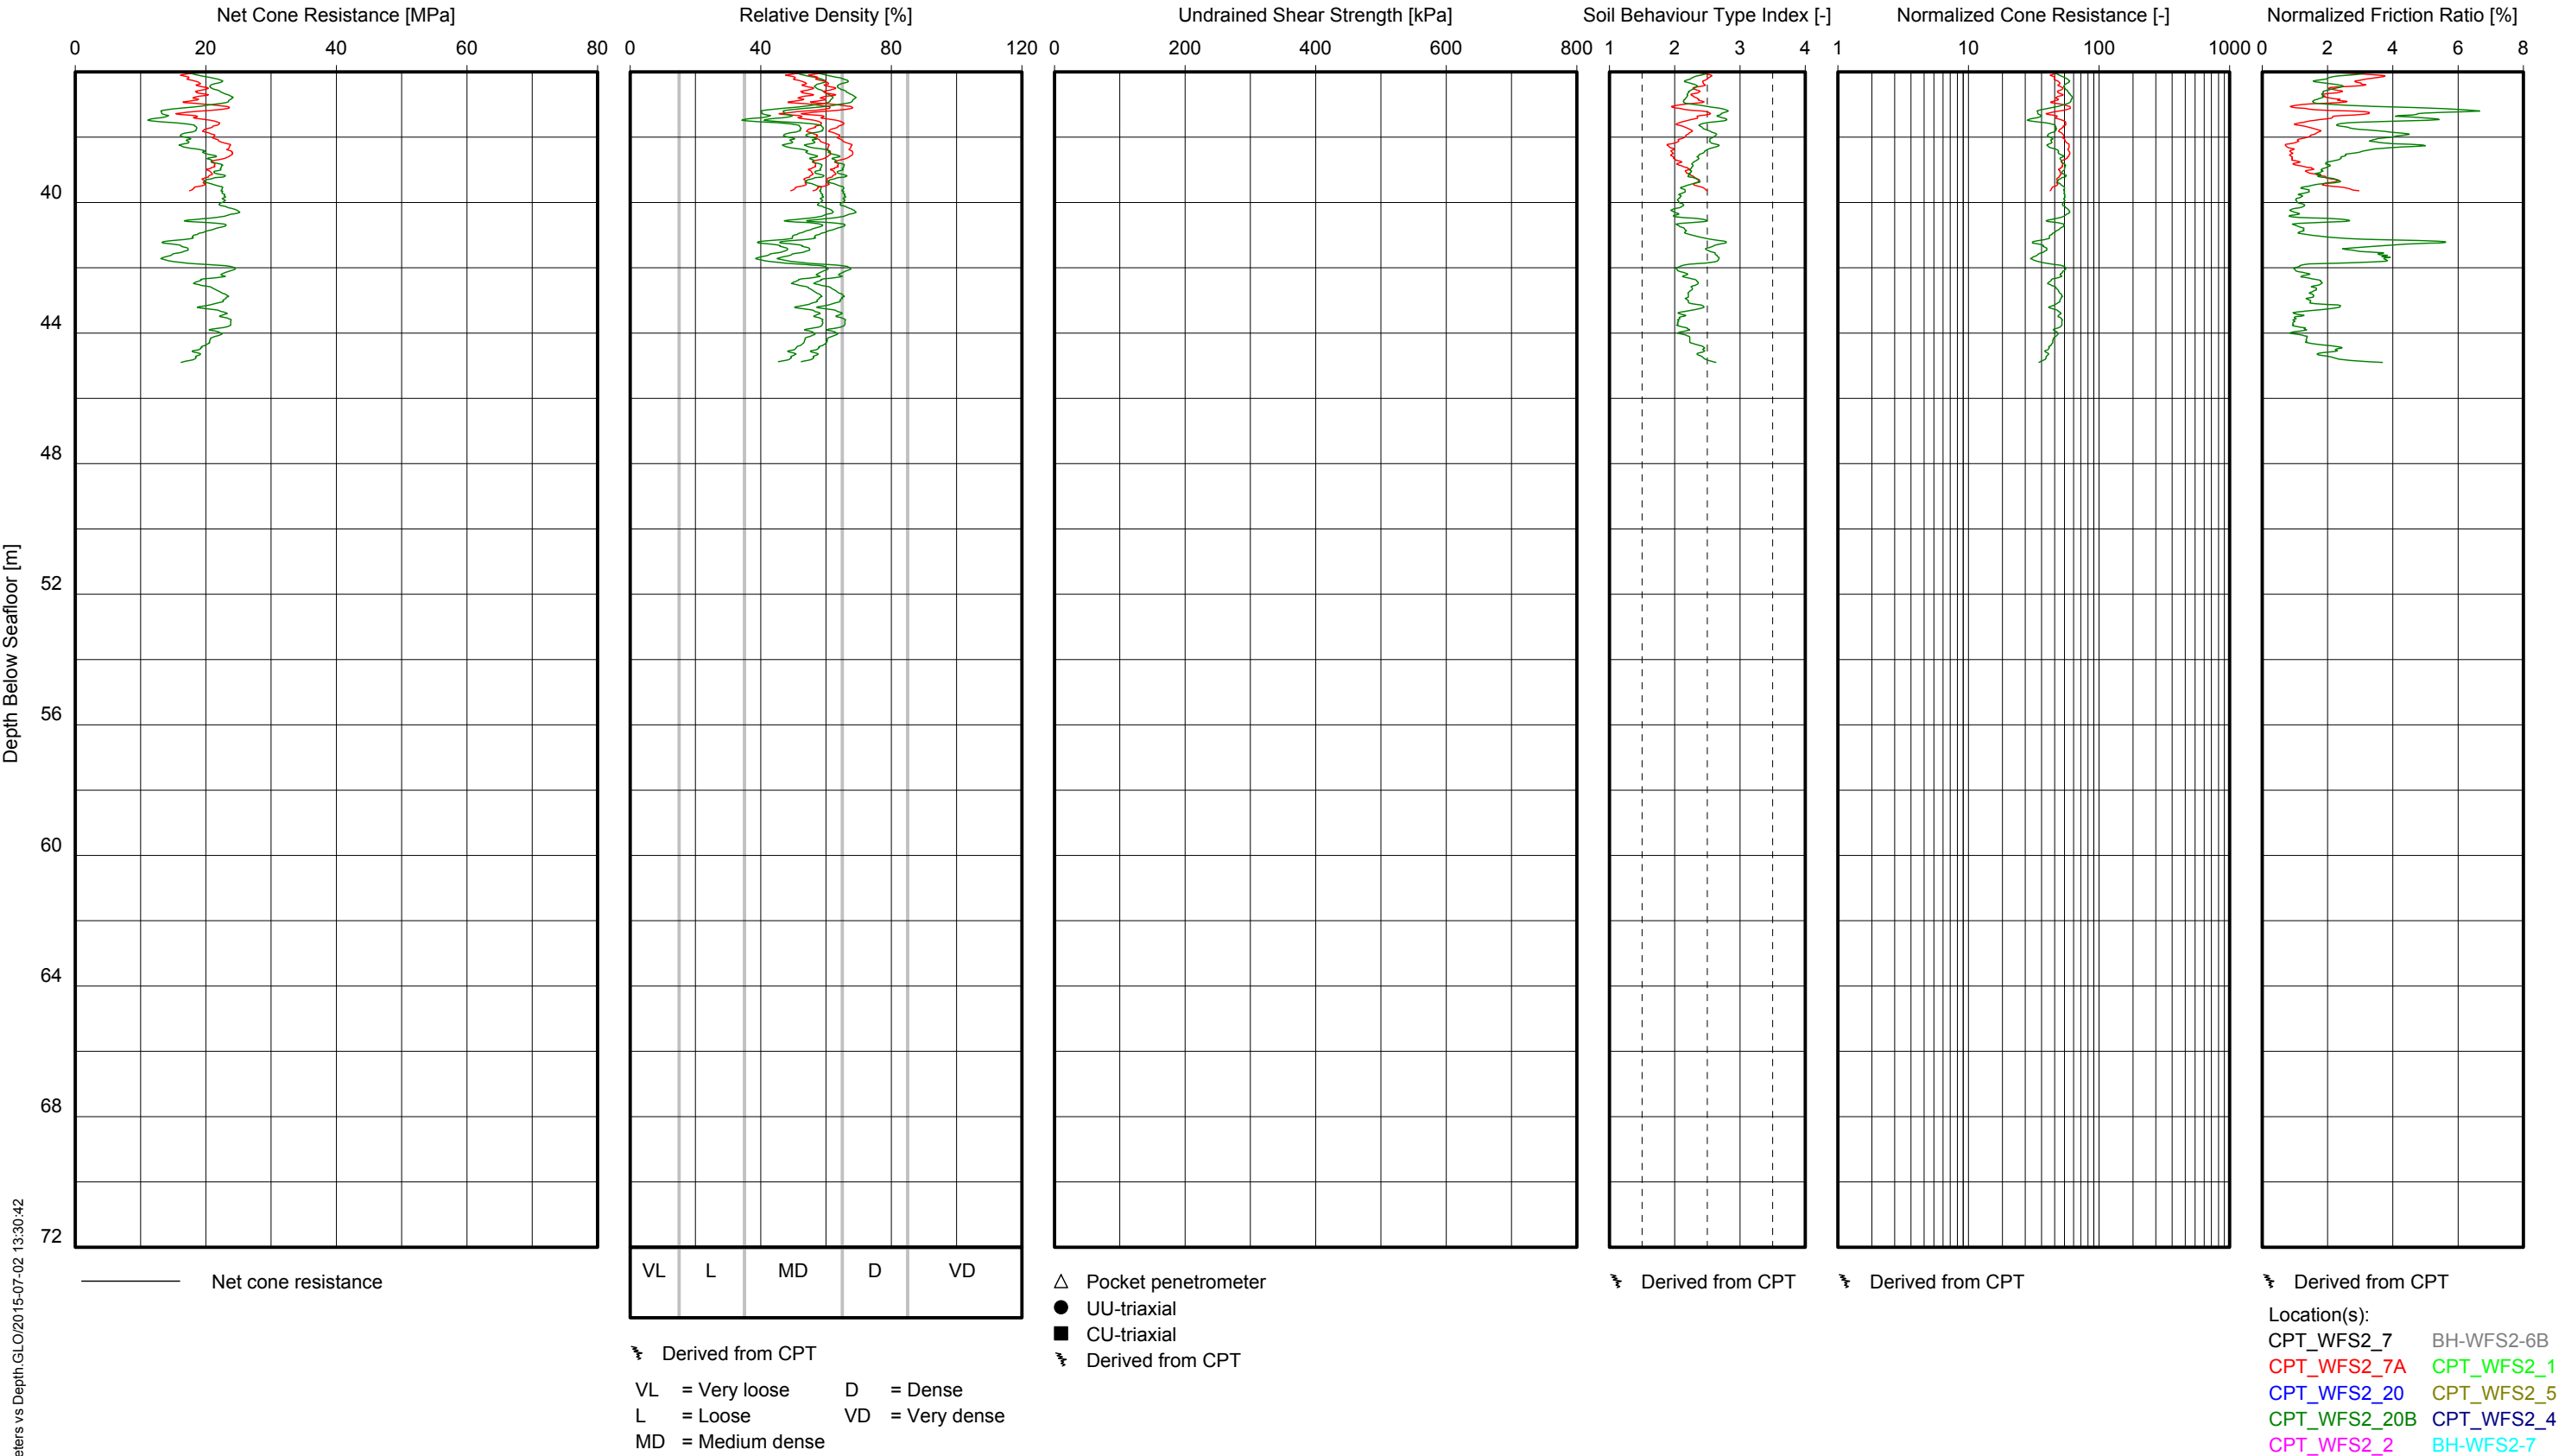 Net Cone Resistance [MPa] Relative Density [%] Undrained Shear Strength [kPa] Soil Behaviour Type Index [-] Normalized Cone Resistance [-] Normalized Friction Ratio [%]
0 20 40 60 80 0 40 80 120 0 200 400 600 800 1 2 3 4 1 10 100 1000 0 2 4 6 8
40
44
48
52
56
60
64
68
72
Depth Below Seafloor [m]
eters vs Depth.GLO/2015-07-02 13:30:42
Net cone resistance
VL L MD D VD
Derived from CPT
VL = Very loose D = Dense
L = Loose VD = Very dense
MD = Medium dense
Pocket penetrometer
UU-triaxial
CU-triaxial
Derived from CPT
Derived from CPT
Derived from CPT
Derived from CPT
Location(s):
CPT_WFS2_7 BH-WFS2-6B
CPT_WFS2_7A CPT_WFS2_1
CPT_WFS2_20 CPT_WFS2_5
CPT_WFS2_20B CPT_WFS2_4
CPT_WFS2_2 BH-WFS2-7